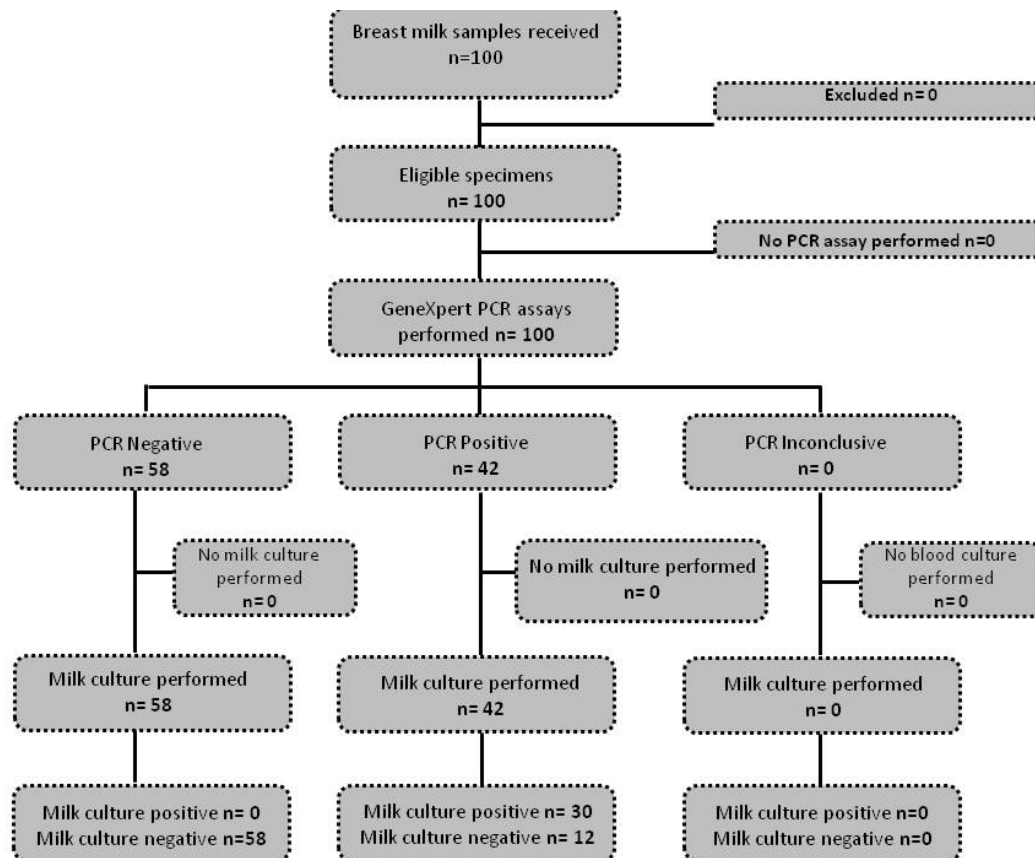 Breast milk samples received
n=100
Excluded n= 0
Eligible specimens
n= 100
No PCR assay performed n=0
GeneXpert PCR assays
performed n= 100
PCR Negative
n= 58
PCR Positive
n= 42
PCR Inconclusive
n= 0
No milk culture
performed
n= 0
No milk culture performed
n= 0
No blood culture
performed
n= 0
Milk culture performed
n= 58
Milk culture performed
n= 42
Milk culture performed
n= 0
Milk culture positive n= 0
Milk culture negative n=58
Milk culture positive n= 30
Milk culture negative n= 12
Milk culture positive n=0
Milk culture negative n=0